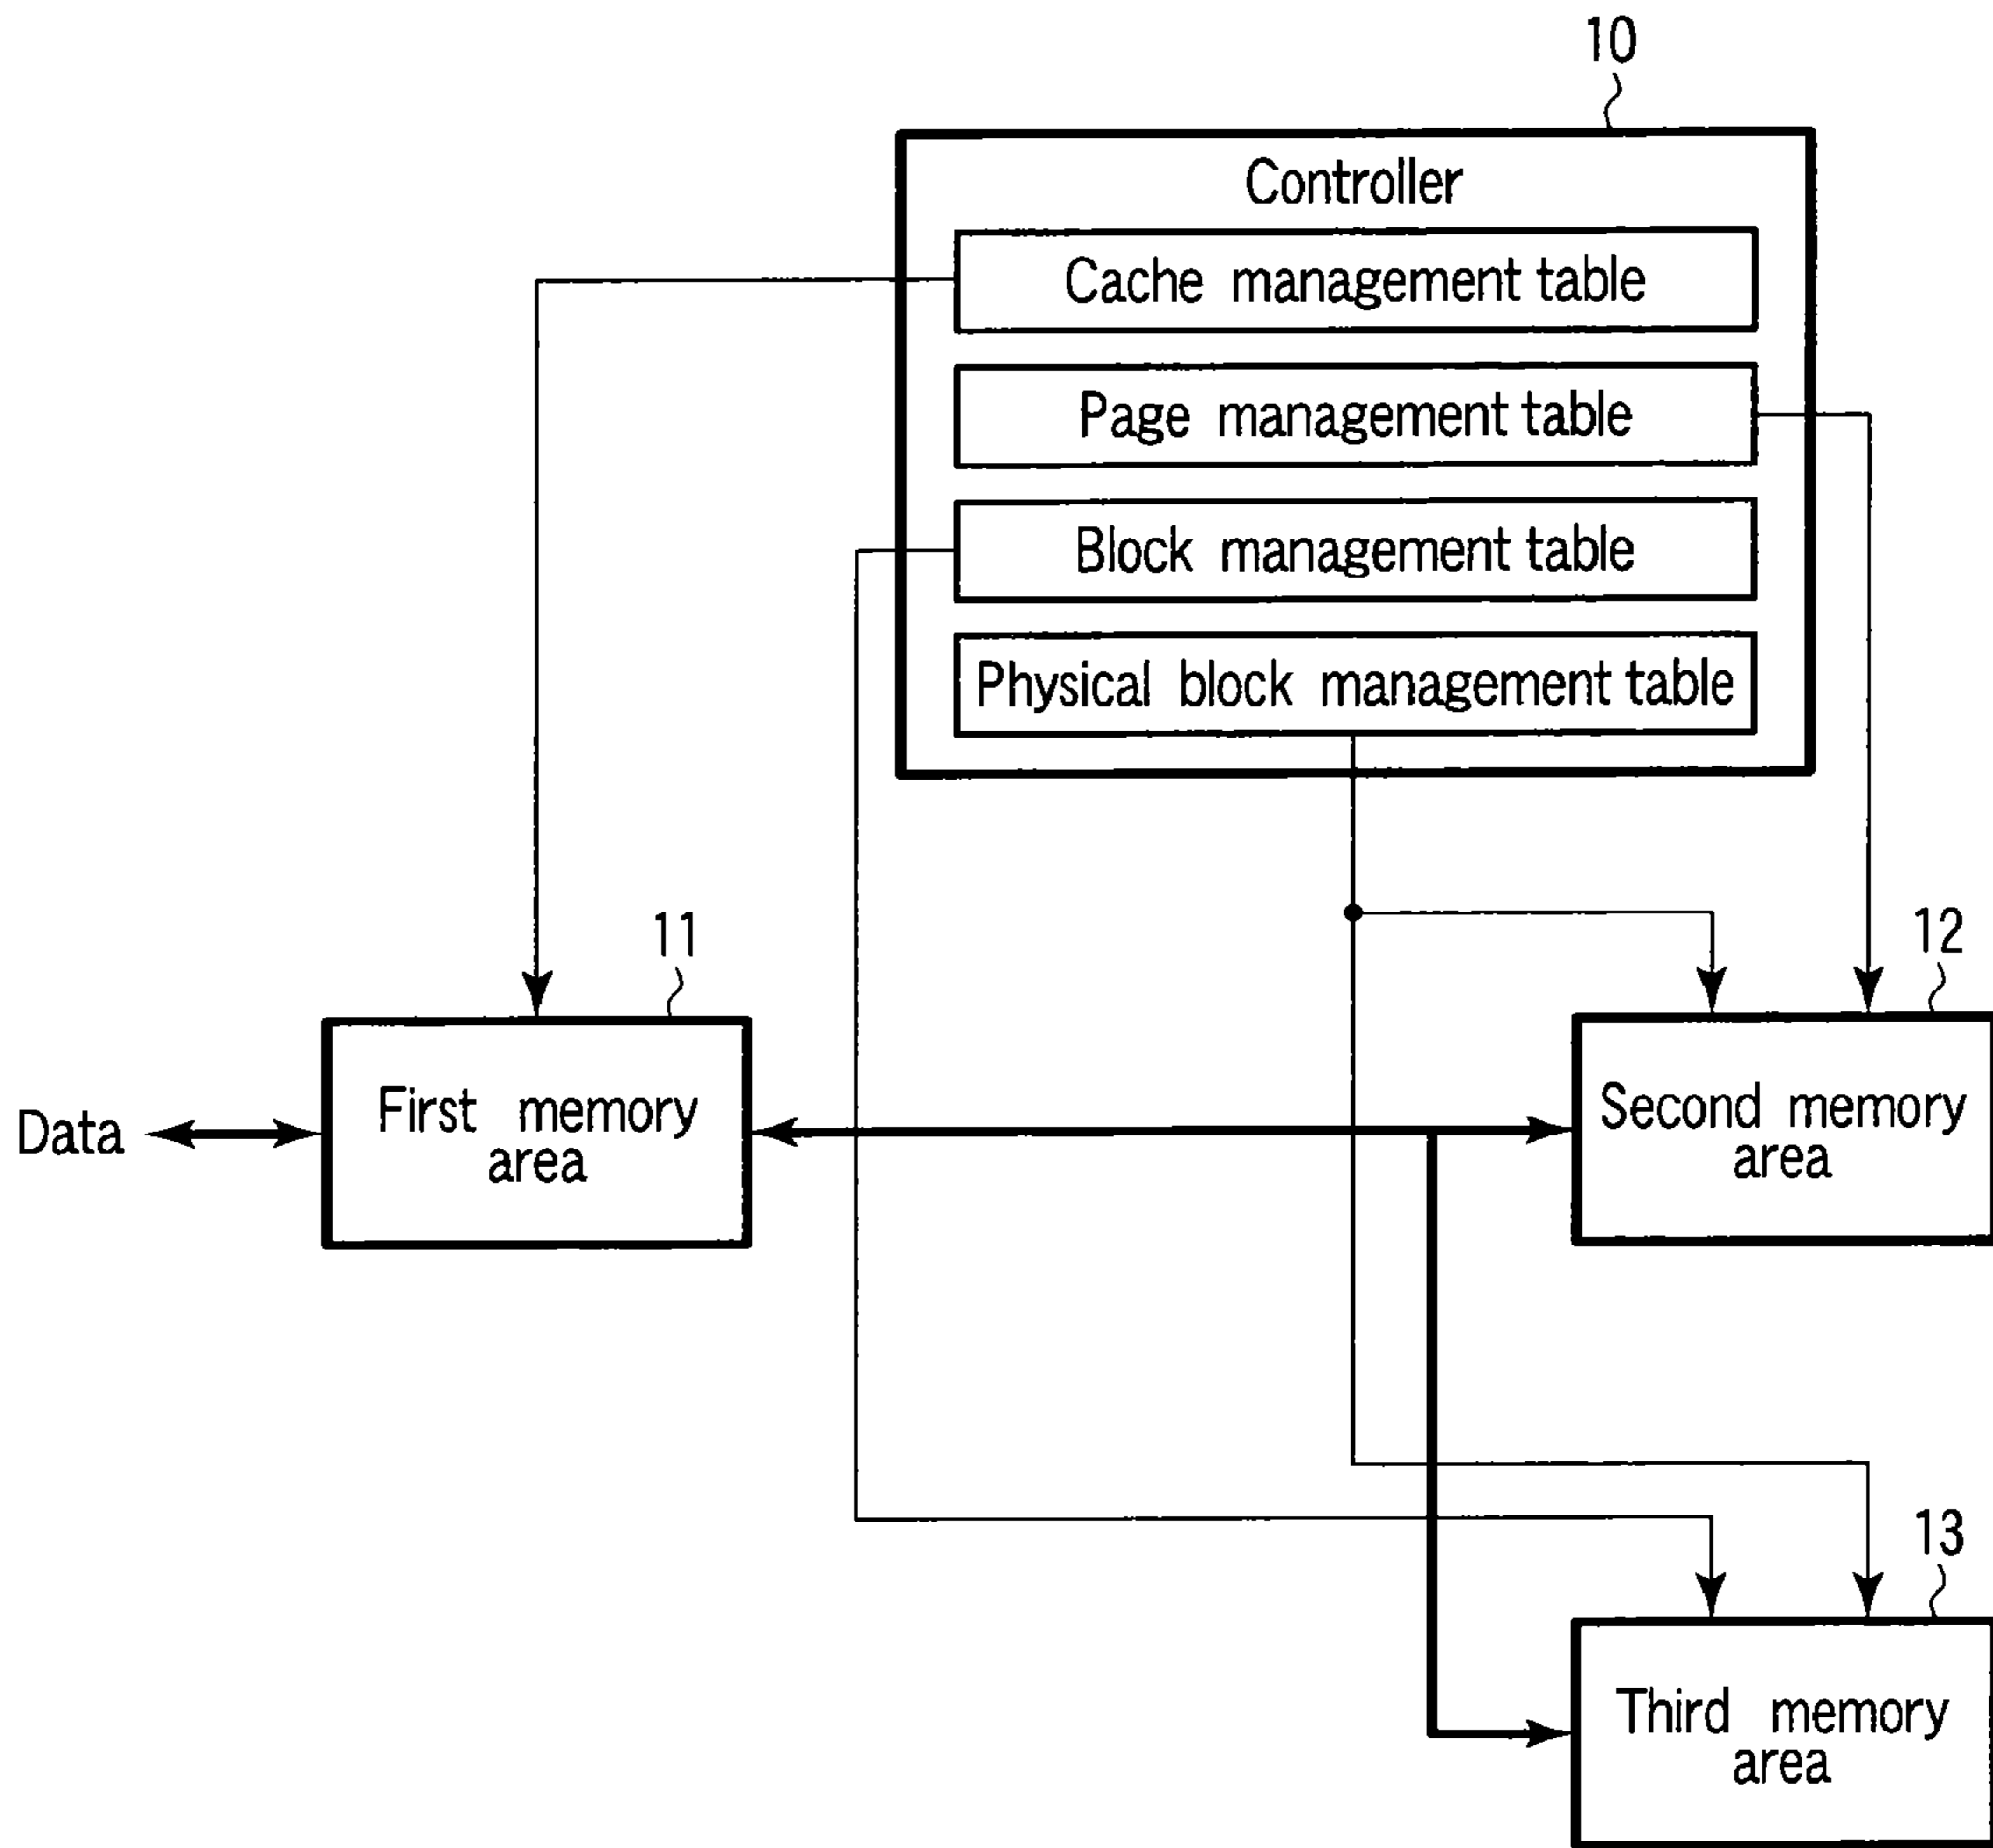 10
Controller
Cache management table
Page management table
Block management table
Physical block management table
11
12
Data
First memory
area
Second memory
area
13
Third memory
area